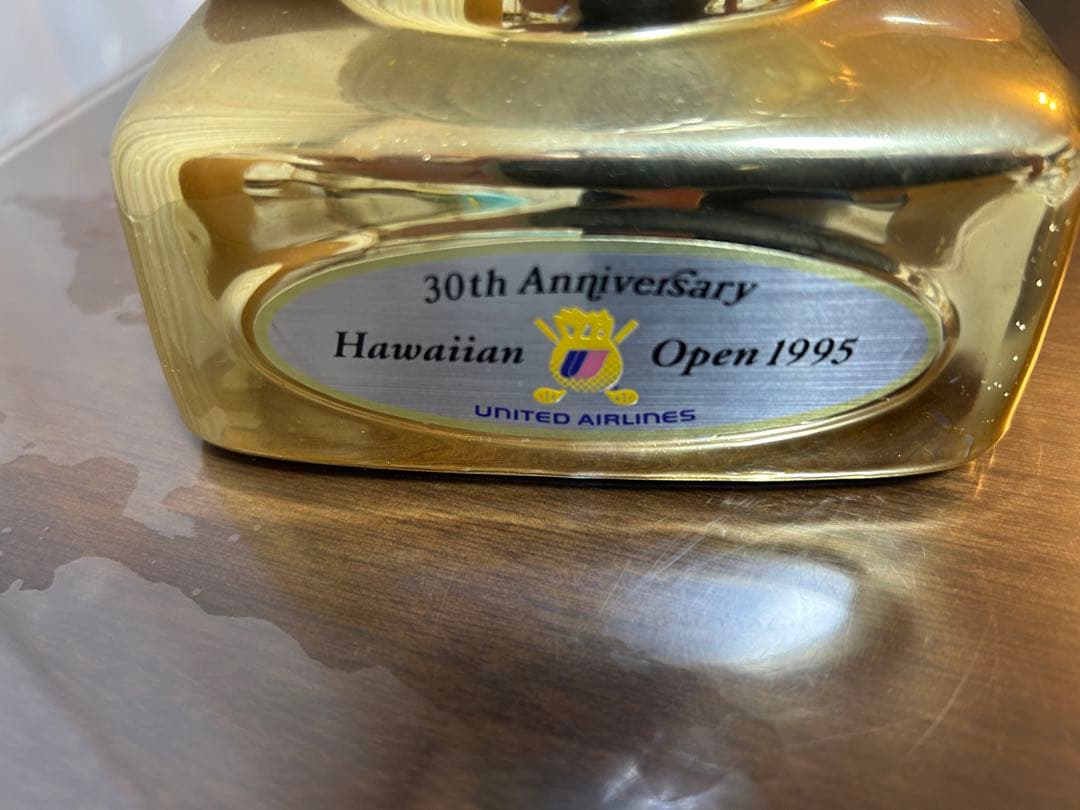 30th Anniversary
Hawaiian Open 1995
UNITED AIRLINES